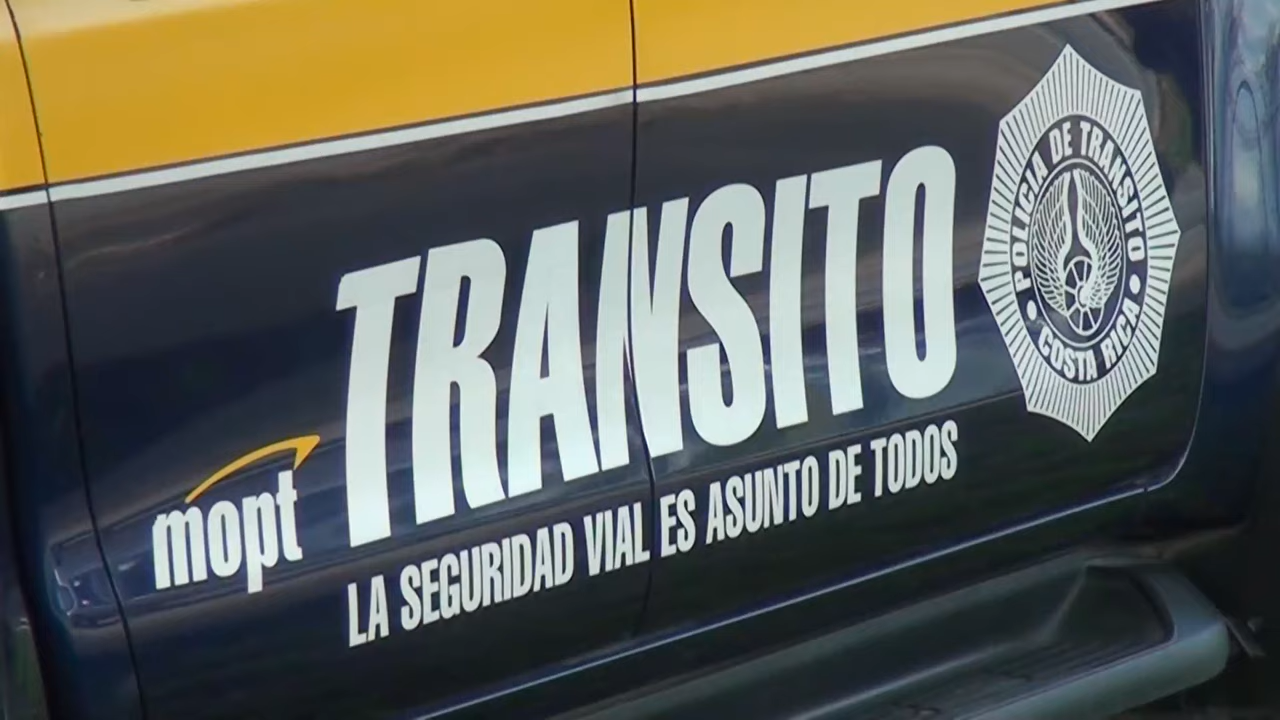 mopt
TRANSITO
LA SEGURIDAD VIAL ES ASUNTO DE TODOS
POLICIA DE TRANSITO
COSTA RICA